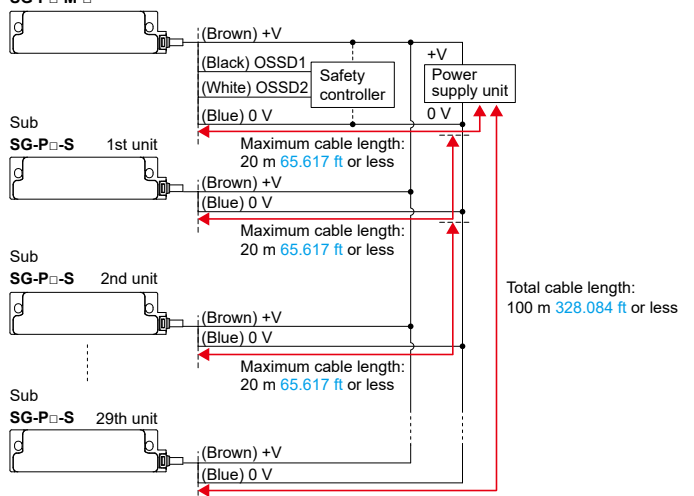 (Brown) +V
+V
(Black) OSSD1
Safety
controller
Power
supply unit
(White) OSSD2
(Blue) 0 V
0 V
Sub
SG-P□-S 1st unit
Maximum cable length:
20 m 65.617 ft or less
(Brown) +V
(Blue) 0 V
Maximum cable length:
20 m 65.617 ft or less
Sub
SG-P□-S 2nd unit
Total cable length:
100 m 328.084 ft or less
(Brown) +V
(Blue) 0 V
Maximum cable length:
20 m 65.617 ft or less
Sub
SG-P□-S 29th unit
(Brown) +V
(Blue) 0 V